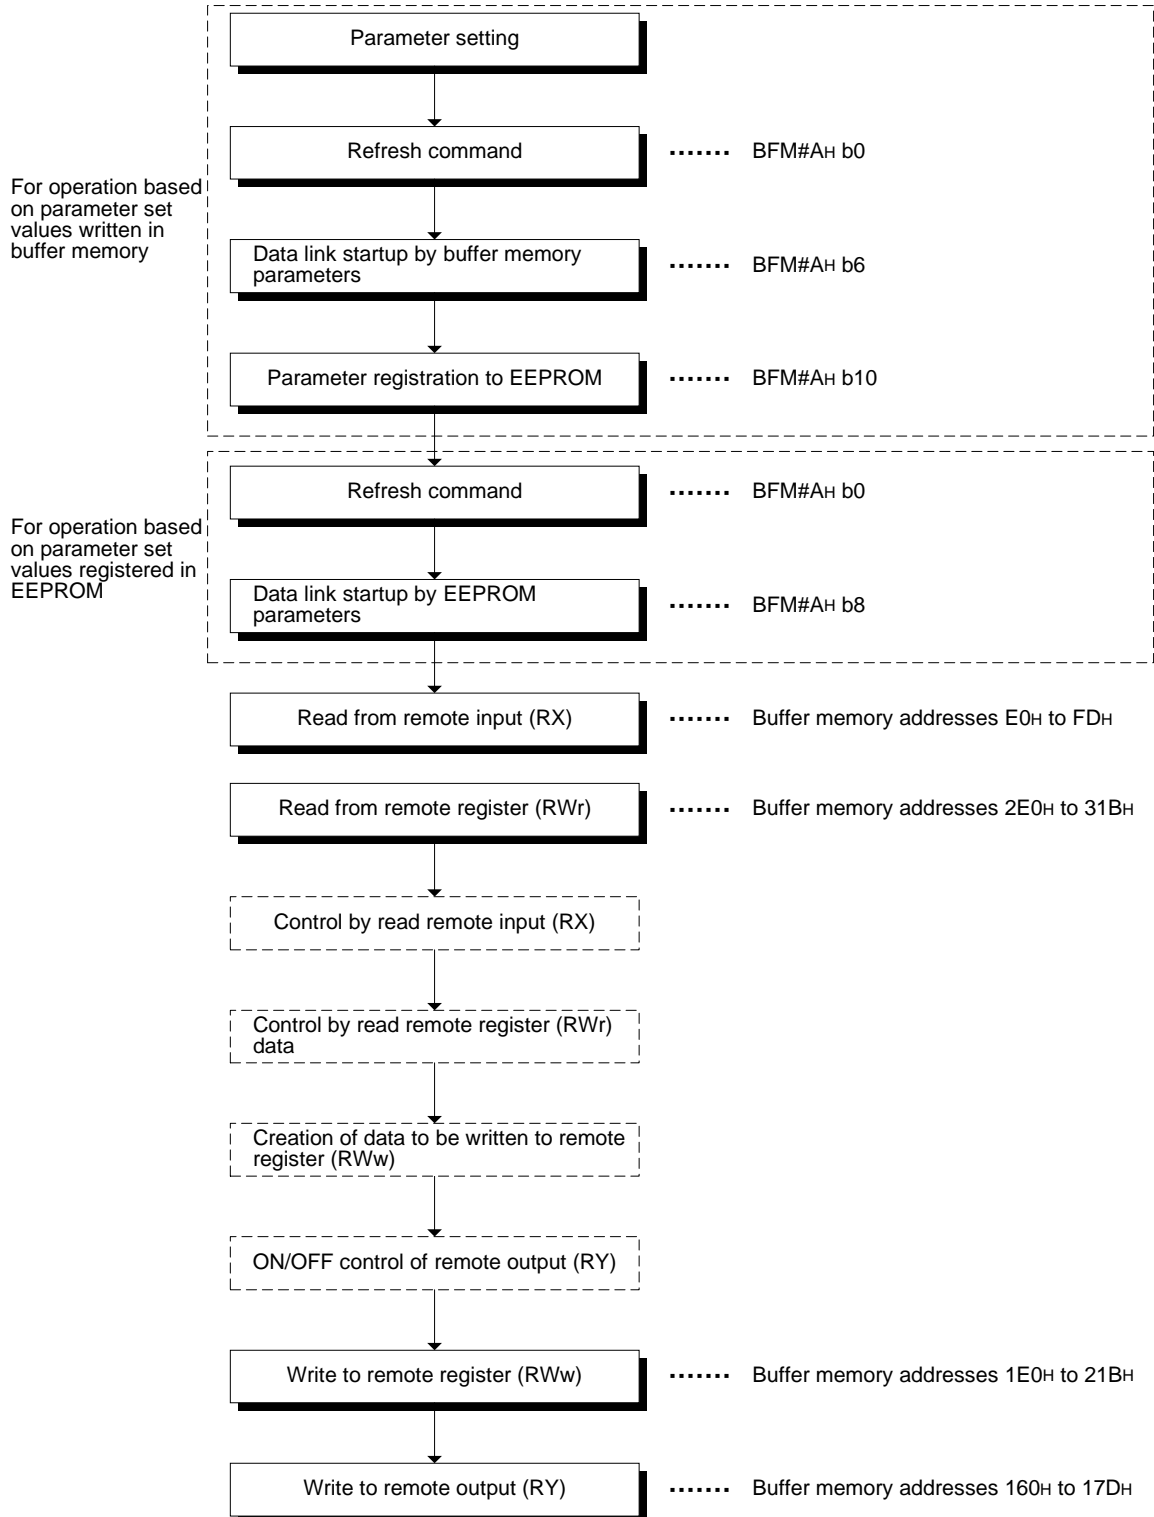 Parameter setting
Refresh command ....... BFM#AH b0
For operation based
on parameter set
values written in
buffer memory
Data link startup by buffer memory
parameters
....... BFM#AH b6
Parameter registration to EEPROM ....... BFM#AH b10
Refresh command ....... BFM#AH b0
For operation based
on parameter set
values registered in
EEPROM
Data link startup by EEPROM
parameters
....... BFM#AH b8
Read from remote input (RX) ....... Buffer memory addresses E0H to FDH
Read from remote register (RWr) ....... Buffer memory addresses 2E0H to 31BH
Control by read remote input (RX)
Control by read remote register (RWr)
data
Creation of data to be written to remote
register (RWw)
ON/OFF control of remote output (RY)
Write to remote register (RWw) ....... Buffer memory addresses 1E0H to 21BH
Write to remote output (RY) ....... Buffer memory addresses 160H to 17DH